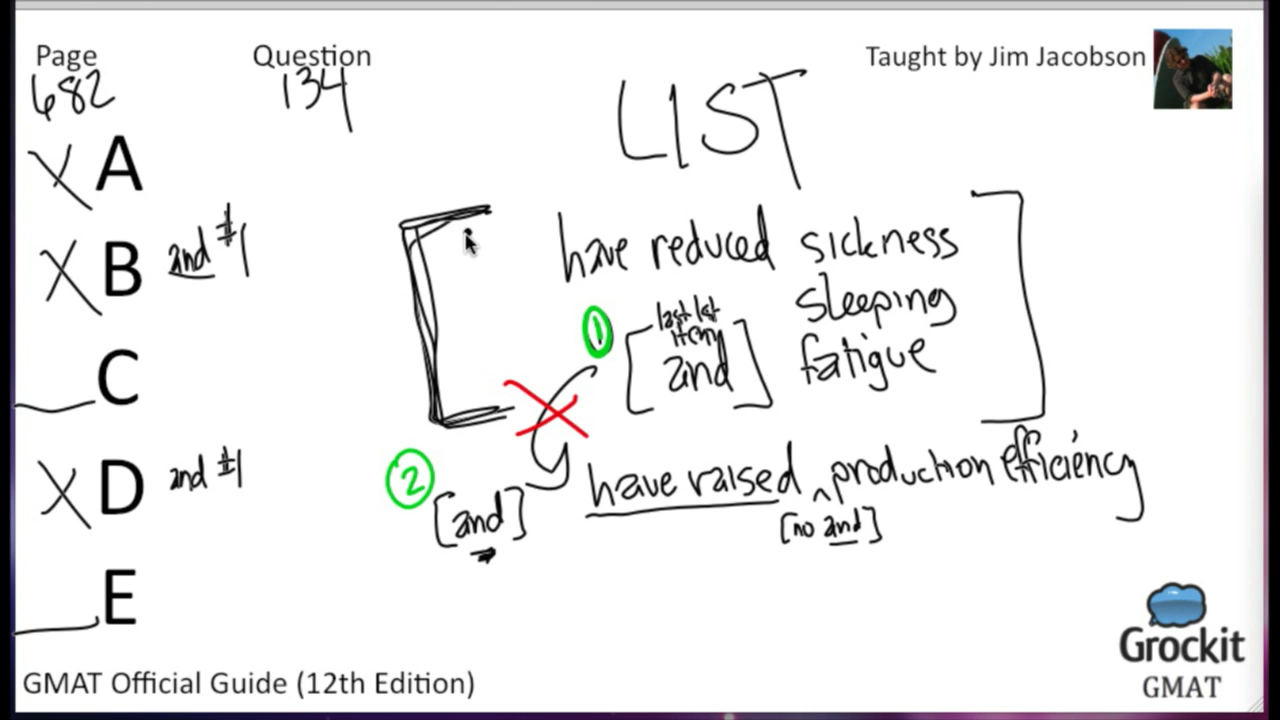 Page Question Taught by Jim Jacobson
682 134
LIST
X A
X B and #1
C
X D and #1
E
have reduced sickness
sleeping
① [last list item and] fatigue
② [and] have raised ‸ production efficiency
[no and]
Grockit
GMAT
GMAT Official Guide (12th Edition)